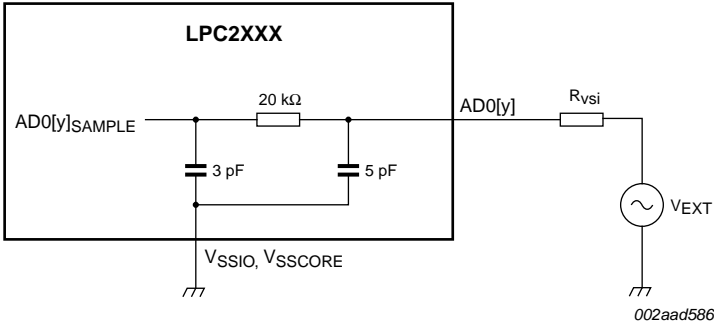 LPC2XXX
20 kΩ
AD0[y]SAMPLE
AD0[y]
Rvsi
3 pF
5 pF
VEXT
VSSIO, VSSCORE
002aad586